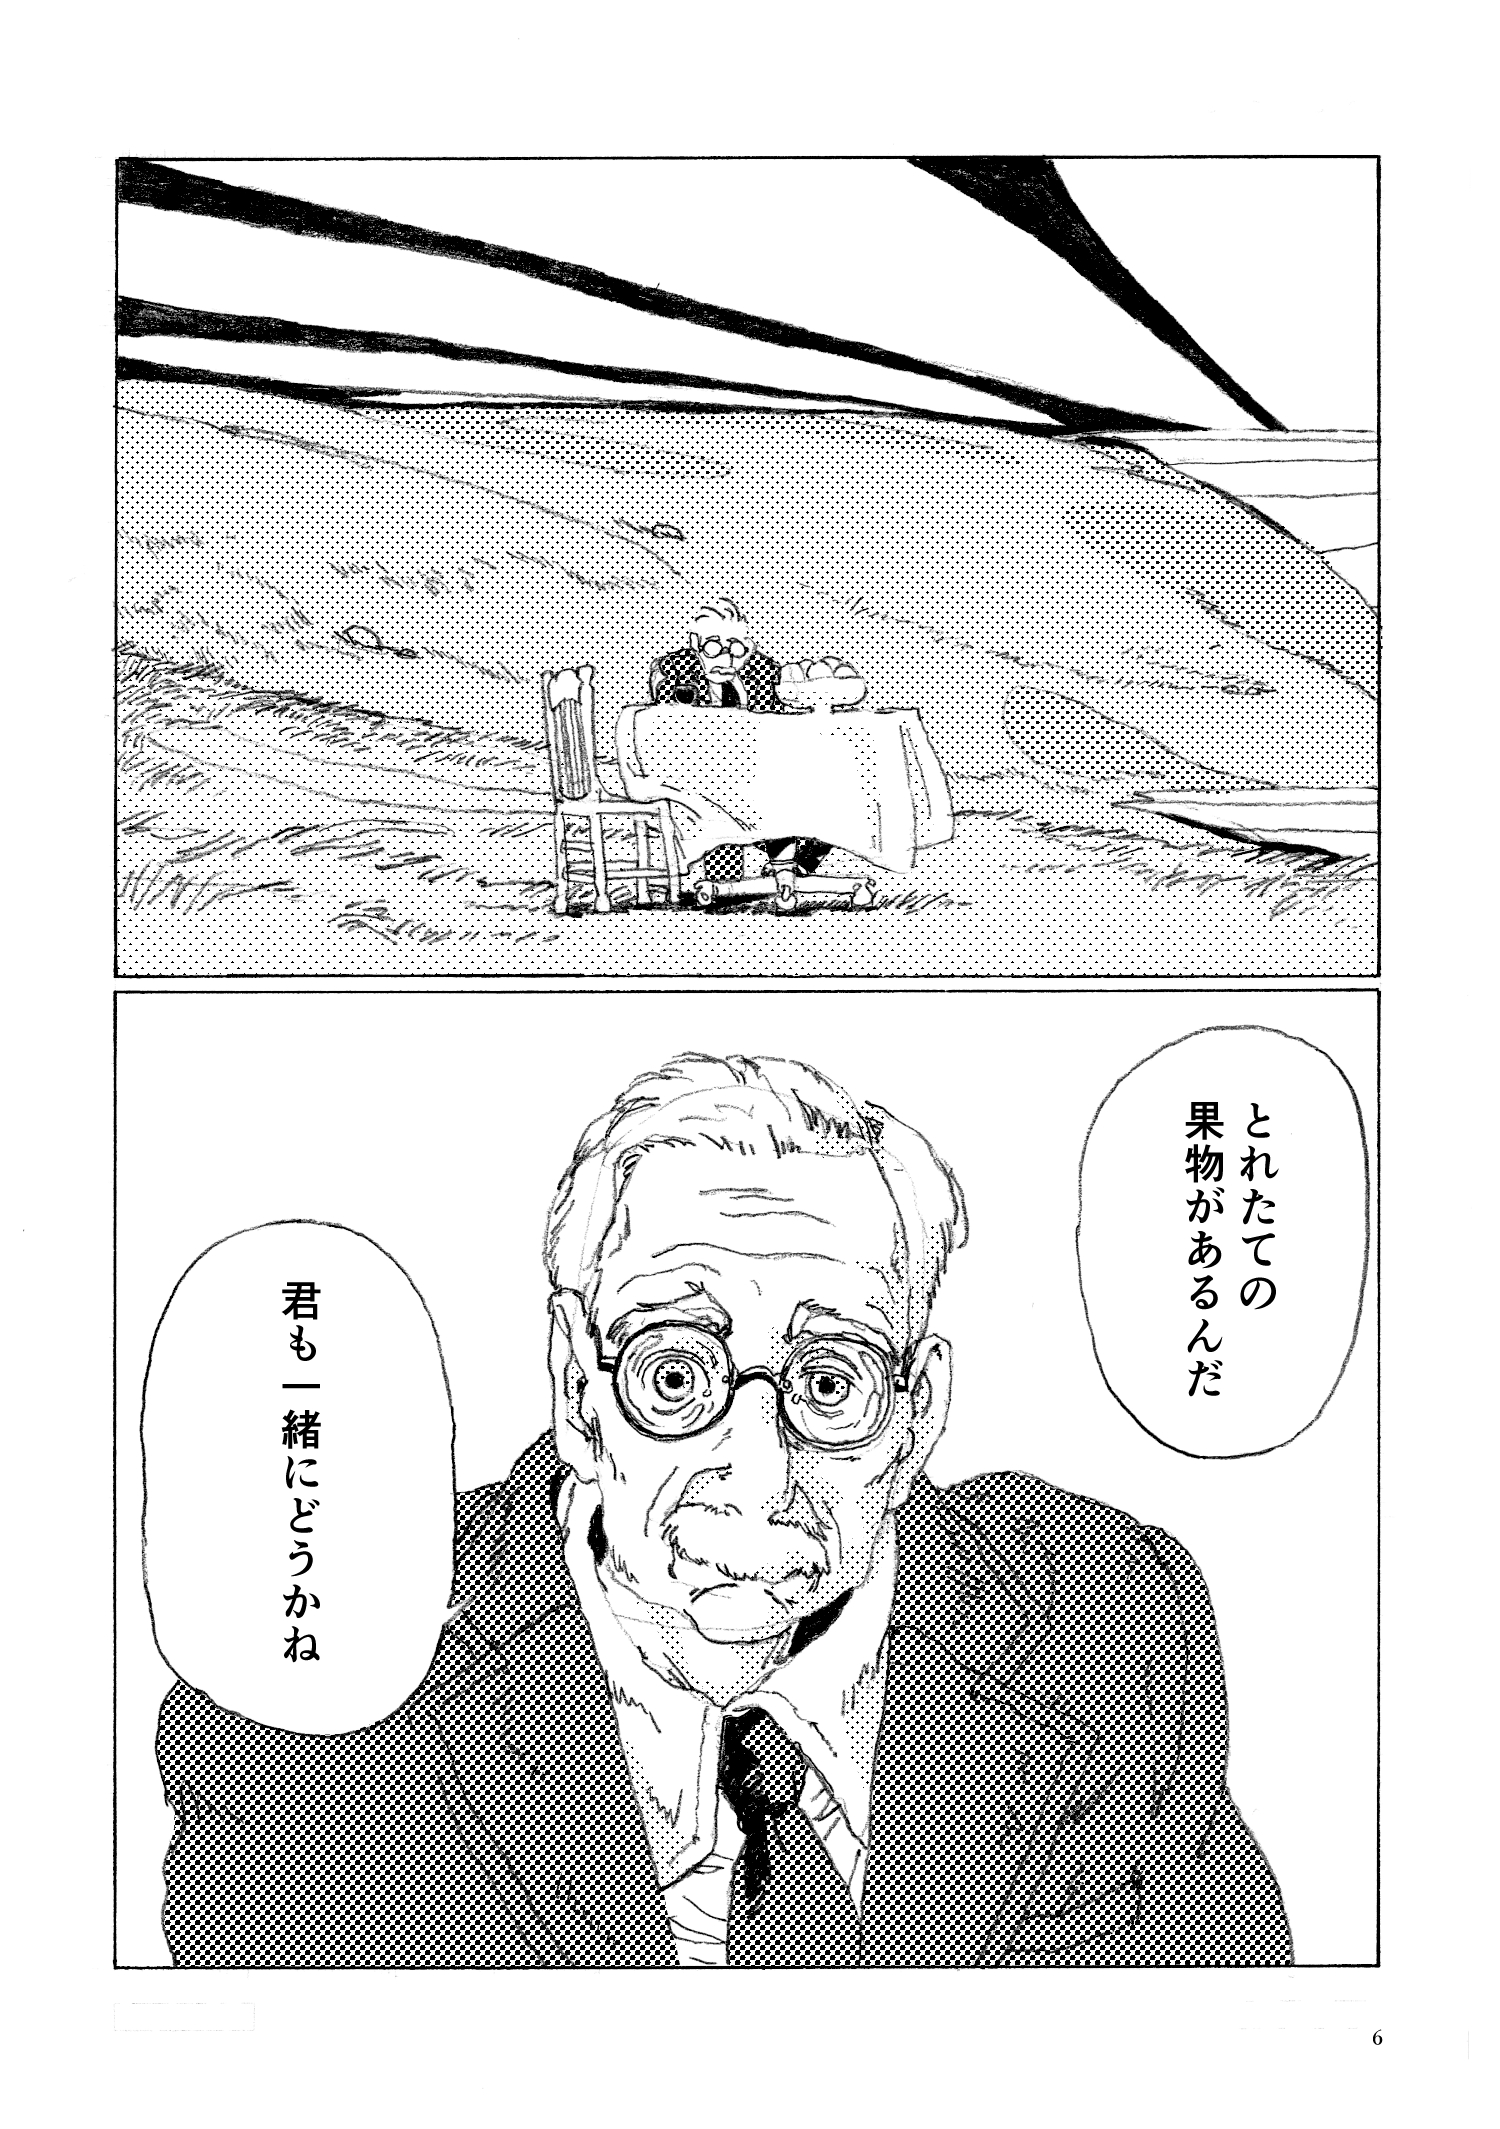 とれたての
果物があるんだ
君も一緒にどうかね
6